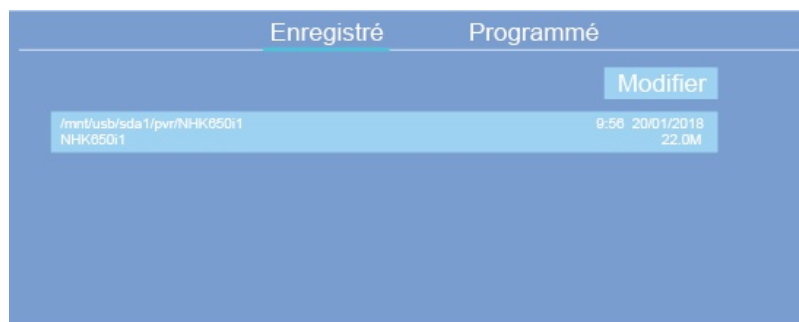 Enregistré Programmé
Modifier
/mnt/usb/sda1/pvr/NHK650i1 9:56 20/01/2018
NHK650i1 22.0M